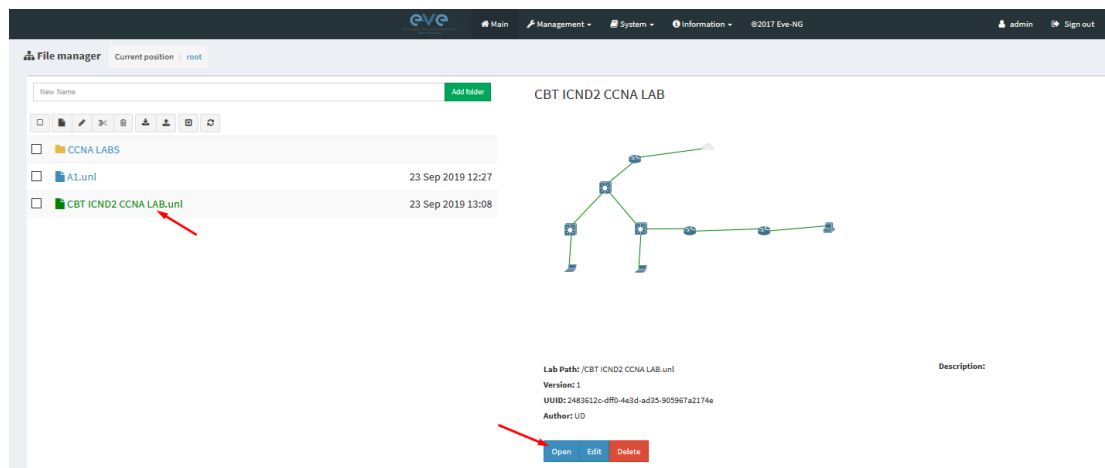 eve Main Management System Information ©2017 Eve-NG admin Sign out
File manager Current position / root
New Name Add folder
CCNA LABS
A1.unl 23 Sep 2019 12:27
CBT ICND2 CCNA LAB.unl 23 Sep 2019 13:08
CBT ICND2 CCNA LAB
Lab Path: /CBT ICND2 CCNA LAB.unl
Description:
Version: 1
UUID: 2483612c-dff0-4e3d-ad35-905967a2174e
Author: UD
Open Edit Delete